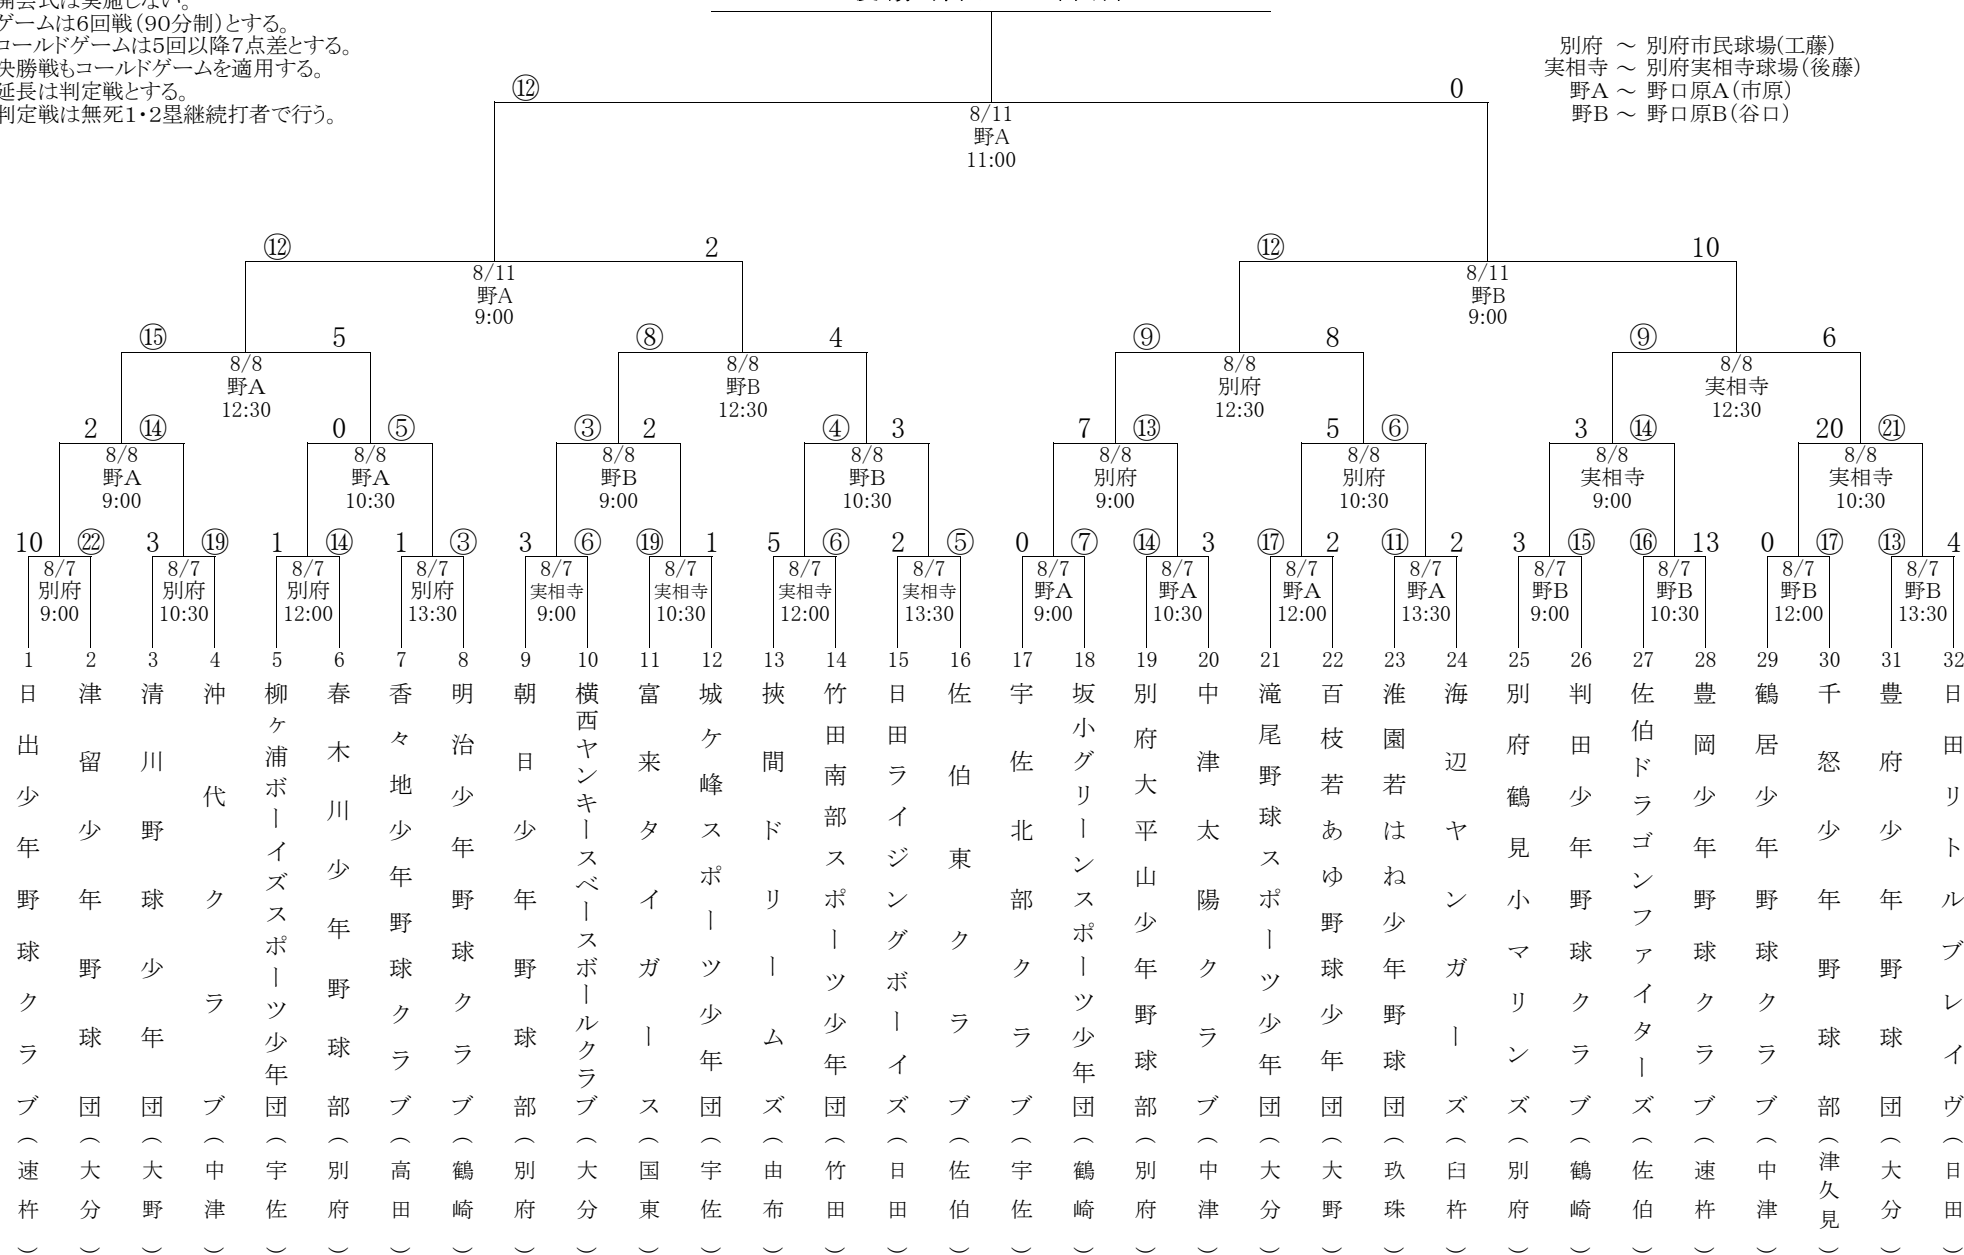 ゲームは6回戦(90分制)とする。
コールドゲームは5回以降7点差とする。
決勝戦もコールドゲームを適用する。
延長は判定戦とする。
判定戦は無死1・2塁継続打者で行う。
別府 ～ 別府市民球場(工藤)
実相寺 ～ 別府実相寺球場(後藤)
野A ～ 野口原A(市原)
野B ～ 野口原B(谷口)
⑫ 0
8/11
野A
11:00
⑫ 2 ⑫ 10
8/11 8/11
野A 野B
9:00 9:00
⑮ 5 ⑧ 4 ⑨ 8 ⑨ 6
8/8 8/8 8/8 8/8
野A 野B 別府 実相寺
12:30 12:30 12:30 12:30
2 ⑭ 0 ⑤ ③ 2 ④ 3 7 ⑬ 5 ⑥ 3 ⑭ 20 ㉑
8/8 8/8 8/8 8/8 8/8 8/8 8/8 8/8
野A 野A 野B 野B 別府 別府 実相寺 実相寺
9:00 10:30 9:00 10:30 9:00 10:30 9:00 10:30
10 ㉒ 3 ⑲ 1 ⑭ 1 ③ 3 ⑥ ⑲ 1 5 ⑥ 2 ⑤ 0 ⑦ ⑭ 3 ⑰ 2 ⑪ 2 3 ⑮ ⑯ 13 0 ⑰ ⑬ 4
8/7 8/7 8/7 8/7 8/7 8/7 8/7 8/7 8/7 8/7 8/7 8/7 8/7 8/7 8/7 8/7
別府 別府 別府 別府 実相寺 実相寺 実相寺 実相寺 野A 野A 野A 野A 野B 野B 野B 野B
9:00 10:30 12:00 13:30 9:00 10:30 12:00 13:30 9:00 10:30 12:00 13:30 9:00 10:30 12:00 13:30
1 2 3 4 5 6 7 8 9 10 11 12 13 14 15 16 17 18 19 20 21 22 23 24 25 26 27 28 29 30 31 32
日出少年野球クラブ(速杵)
津留少年野球団(大分)
清川野球少年団(大野)
沖代クラブ(中津)
柳ヶ浦ボーイズスポーツ少年団(宇佐)
春木川少年野球部(別府)
香々地少年野球クラブ(高田)
明治少年野球クラブ(鶴崎)
朝日少年野球部(別府)
横西ヤンキースベースボールクラブ(大分)
富来タイガース(国東)
城ケ峰スポーツ少年団(宇佐)
挾間ドリームズ(由布)
竹田南部スポーツ少年団(竹田)
日田ライジングボーイズ(日田)
佐伯東クラブ(佐伯)
宇佐北部クラブ(宇佐)
坂小グリーンスポーツ少年団(鶴崎)
別府大平山少年野球部(別府)
中津太陽クラブ(中津)
滝尾野球スポーツ少年団(大分)
百枝若あゆ野球少年団(大野)
淮園若はね少年野球団(玖珠)
海辺ヤンガーズ(臼杵)
別府鶴見小マリンズ(別府)
判田少年野球クラブ(鶴崎)
佐伯ドラゴンファイターズ(佐伯)
豊岡少年野球クラブ(速杵)
鶴居少年野球クラブ(中津)
千怒少年野球部(津久見)
豊府少年野球団(大分)
日田リトルブレイヴ(日田)